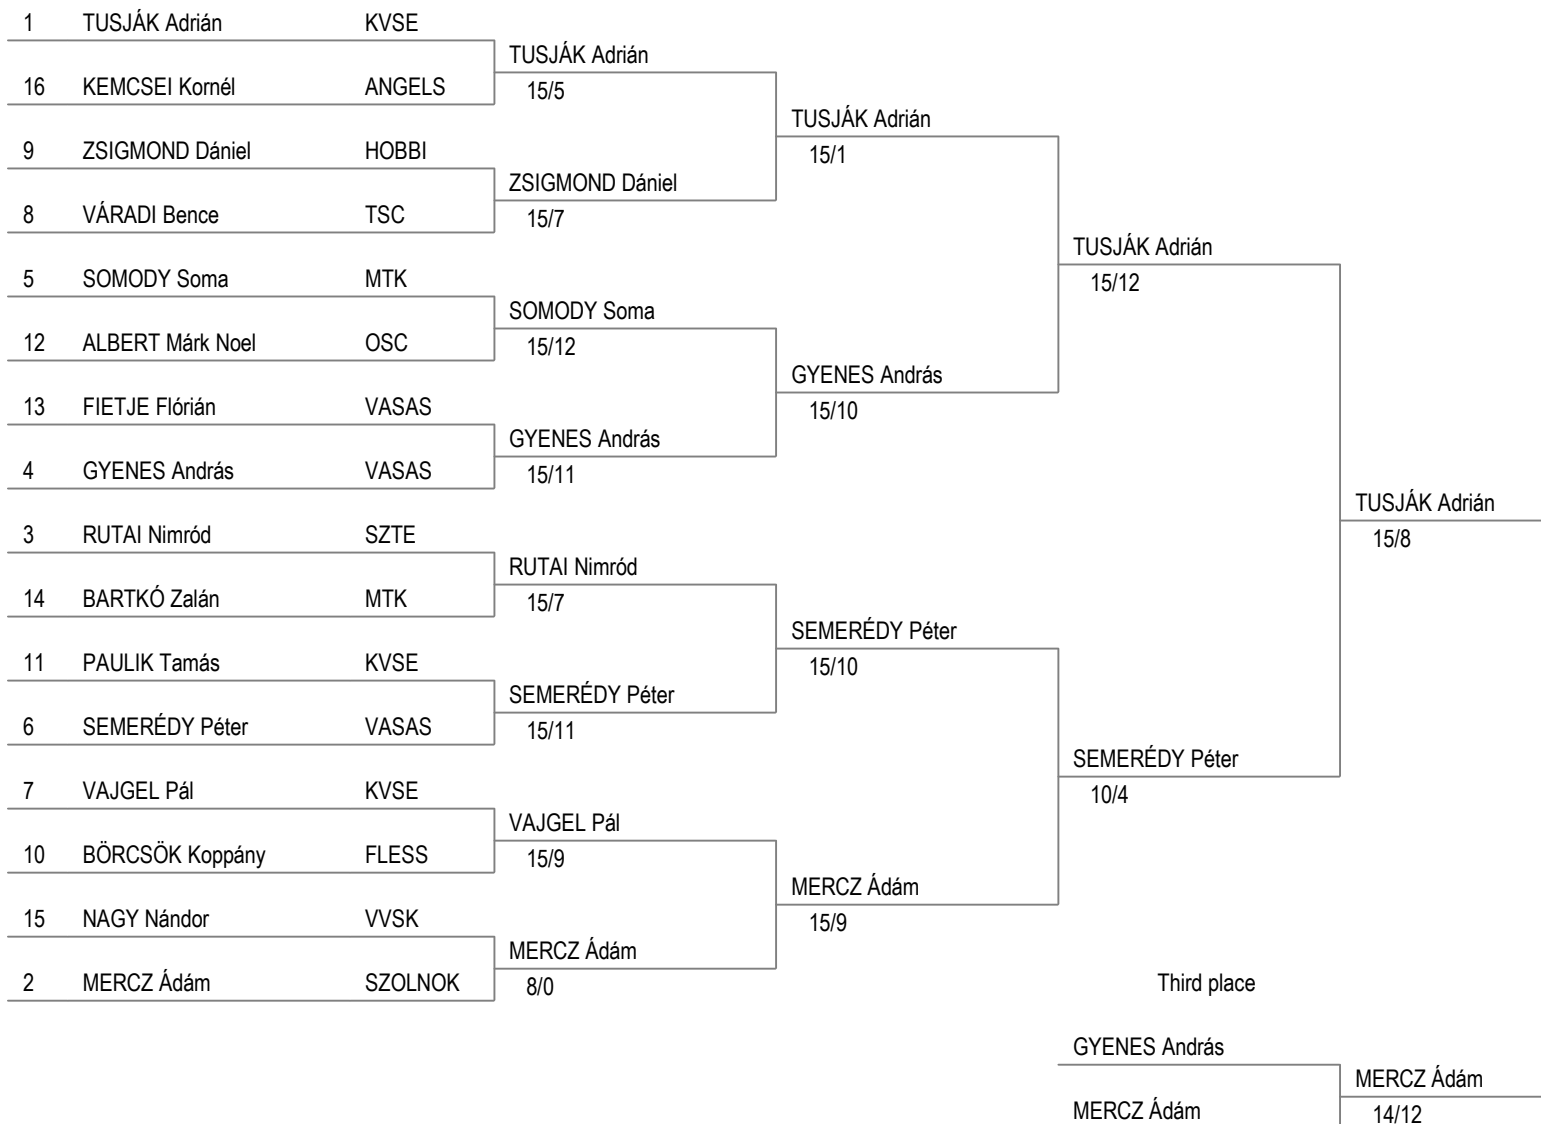 1 TUSJÁK Adrián KVSE
TUSJÁK Adrián
16 KEMCSEI Kornél ANGELS
15/5
TUSJÁK Adrián
9 ZSIGMOND Dániel HOBBI
15/1
ZSIGMOND Dániel
8 VÁRADI Bence TSC
15/7
TUSJÁK Adrián
5 SOMODY Soma MTK
15/12
SOMODY Soma
12 ALBERT Márk Noel OSC
15/12
GYENES András
13 FIETJE Flórián VASAS
15/10
GYENES András
4 GYENES András VASAS
15/11
TUSJÁK Adrián
3 RUTAI Nimród SZTE
15/8
RUTAI Nimród
14 BARTKÓ Zalán MTK
15/7
SEMERÉDY Péter
11 PAULIK Tamás KVSE
15/10
SEMERÉDY Péter
6 SEMERÉDY Péter VASAS
15/11
SEMERÉDY Péter
7 VAJGEL Pál KVSE
10/4
VAJGEL Pál
10 BÖRCSÖK Koppány FLESS
15/9
MERCZ Ádám
15 NAGY Nándor VVSK
15/9
MERCZ Ádám
2 MERCZ Ádám SZOLNOK
8/0
Third place
GYENES András
MERCZ Ádám
MERCZ Ádám
14/12